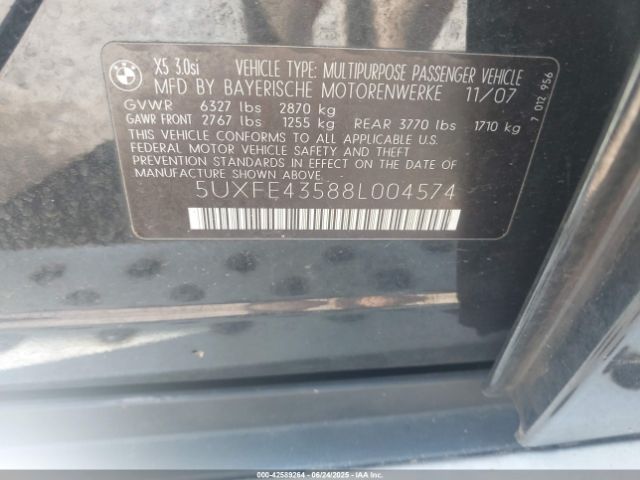 BMW
X5 3.0si VEHICLE TYPE: MULTIPURPOSE PASSENGER VEHICLE
MFD BY BAYERISCHE MOTORENWERKE 11/07
GVWR 6327 lbs 2870 kg
GAWR FRONT 2767 lbs 1255 kg REAR 3770 lbs 1710 kg
THIS VEHICLE CONFORMS TO ALL APPLICABLE U.S.
FEDERAL MOTOR VEHICLE SAFETY AND THEFT
PREVENTION STANDARDS IN EFFECT ON THE DATE OF
MANUFACTURE SHOWN ABOVE.
5UXFE43588L004574
7 012 956
000-42589264 06/24/2025 IAAI.COM